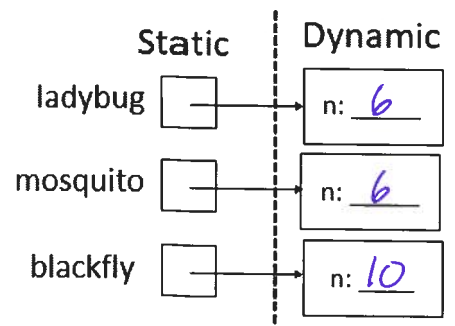 Static Dynamic
ladybug n: 6
mosquito n: 6
blackfly n: 10